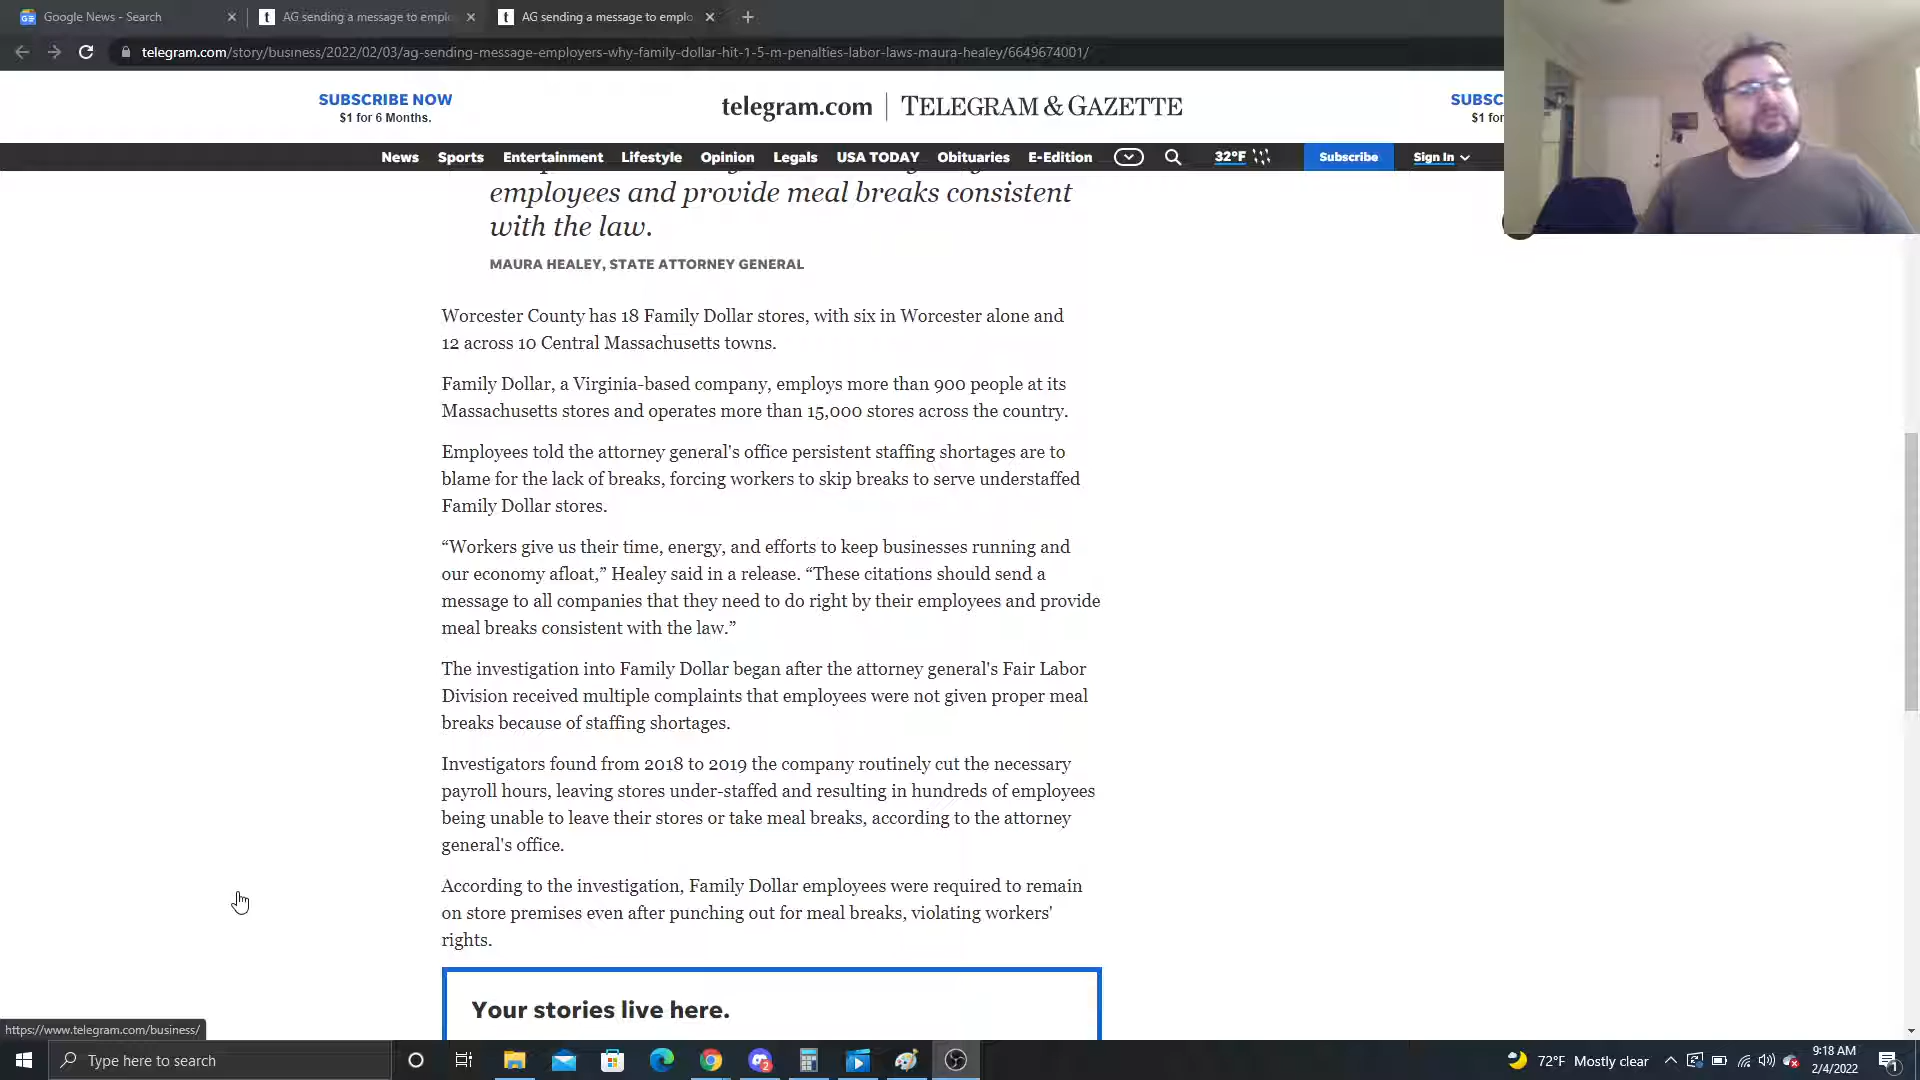 Google News - Search
AG sending a message to emplo
AG sending a message to emplo
telegram.com/story/business/2022/02/03/ag-sending-message-employers-why-family-dollar-hit-1-5-m-penalties-labor-laws-maura-healey/6649674001/
SUBSCRIBE NOW
$1 for 6 Months.
telegram.com | TELEGRAM & GAZETTE
SUBSC
$1 for
News Sports Entertainment Lifestyle Opinion Legals USA TODAY Obituaries E-Edition 32°F Subscribe Sign In
employees and provide meal breaks consistent
with the law.
MAURA HEALEY, STATE ATTORNEY GENERAL
Worcester County has 18 Family Dollar stores, with six in Worcester alone and
12 across 10 Central Massachusetts towns.
Family Dollar, a Virginia-based company, employs more than 900 people at its
Massachusetts stores and operates more than 15,000 stores across the country.
Employees told the attorney general's office persistent staffing shortages are to
blame for the lack of breaks, forcing workers to skip breaks to serve understaffed
Family Dollar stores.
“Workers give us their time, energy, and efforts to keep businesses running and
our economy afloat,” Healey said in a release. “These citations should send a
message to all companies that they need to do right by their employees and provide
meal breaks consistent with the law.”
The investigation into Family Dollar began after the attorney general's Fair Labor
Division received multiple complaints that employees were not given proper meal
breaks because of staffing shortages.
Investigators found from 2018 to 2019 the company routinely cut the necessary
payroll hours, leaving stores under-staffed and resulting in hundreds of employees
being unable to leave their stores or take meal breaks, according to the attorney
general's office.
According to the investigation, Family Dollar employees were required to remain
on store premises even after punching out for meal breaks, violating workers'
rights.
Your stories live here.
https://www.telegram.com/business/
Type here to search
72°F Mostly clear
9:18 AM
2/4/2022